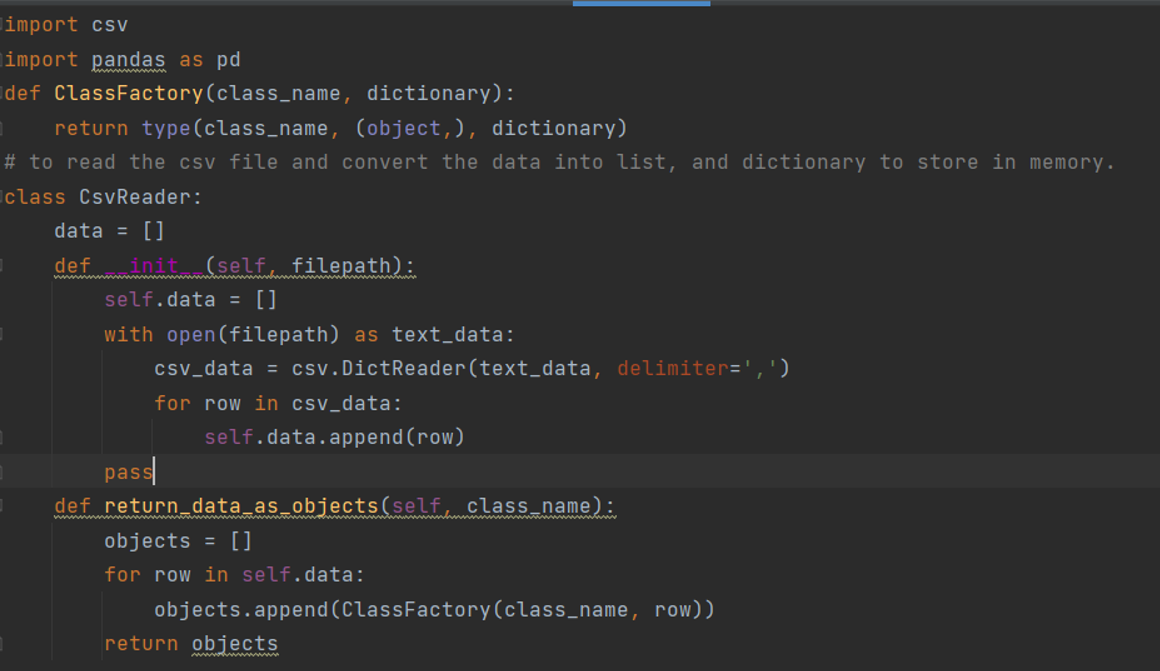 import csv
import pandas as pd
def ClassFactory(class_name, dictionary):
    return type(class_name, (object,), dictionary)
# to read the csv file and convert the data into list, and dictionary to store in memory.
class CsvReader:
    data = []
    def __init__(self, filepath):
        self.data = []
        with open(filepath) as text_data:
            csv_data = csv.DictReader(text_data, delimiter=',')
            for row in csv_data:
                self.data.append(row)
        pass
    def return_data_as_objects(self, class_name):
        objects = []
        for row in self.data:
            objects.append(ClassFactory(class_name, row))
        return objects